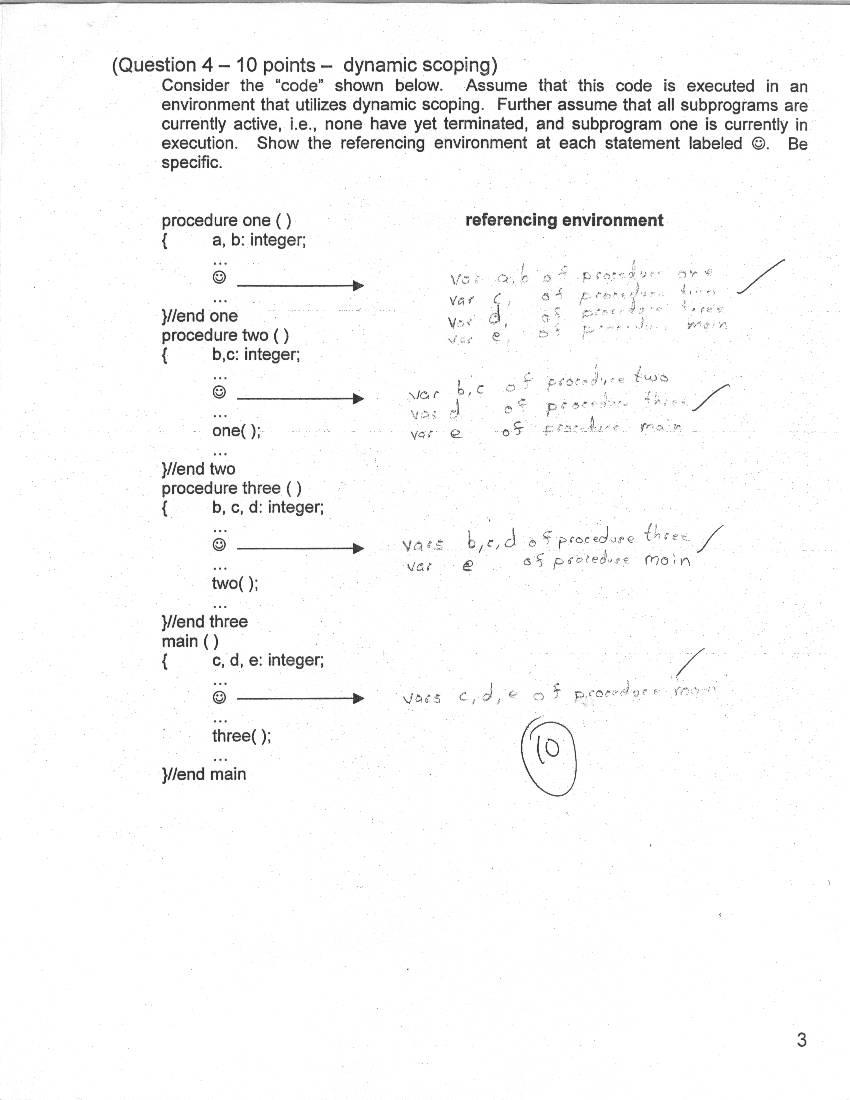 (Question 4 – 10 points – dynamic scoping)
Consider the “code” shown below. Assume that this code is executed in an
environment that utilizes dynamic scoping. Further assume that all subprograms are
currently active, i.e., none have yet terminated, and subprogram one is currently in
execution. Show the referencing environment at each statement labeled ☺. Be
specific.
procedure one ( ) referencing environment
{ a, b: integer;
...
☺ var a,b of procedure one
... var c, of procedure two
}//end one var d, of procedure three
procedure two ( ) var e, of procedure main
{ b,c: integer;
...
☺ var b,c of procedure two
... var d of procedure three
one( ); var e of procedure main
...
}//end two
procedure three ( )
{ b, c, d: integer;
...
☺ vars b,c,d of procedure three
... var e of procedure main
two( );
...
}//end three
main ( )
{ c, d, e: integer;
...
☺ vars c,d,e of procedure main
...
three( );
10
...
}//end main
3